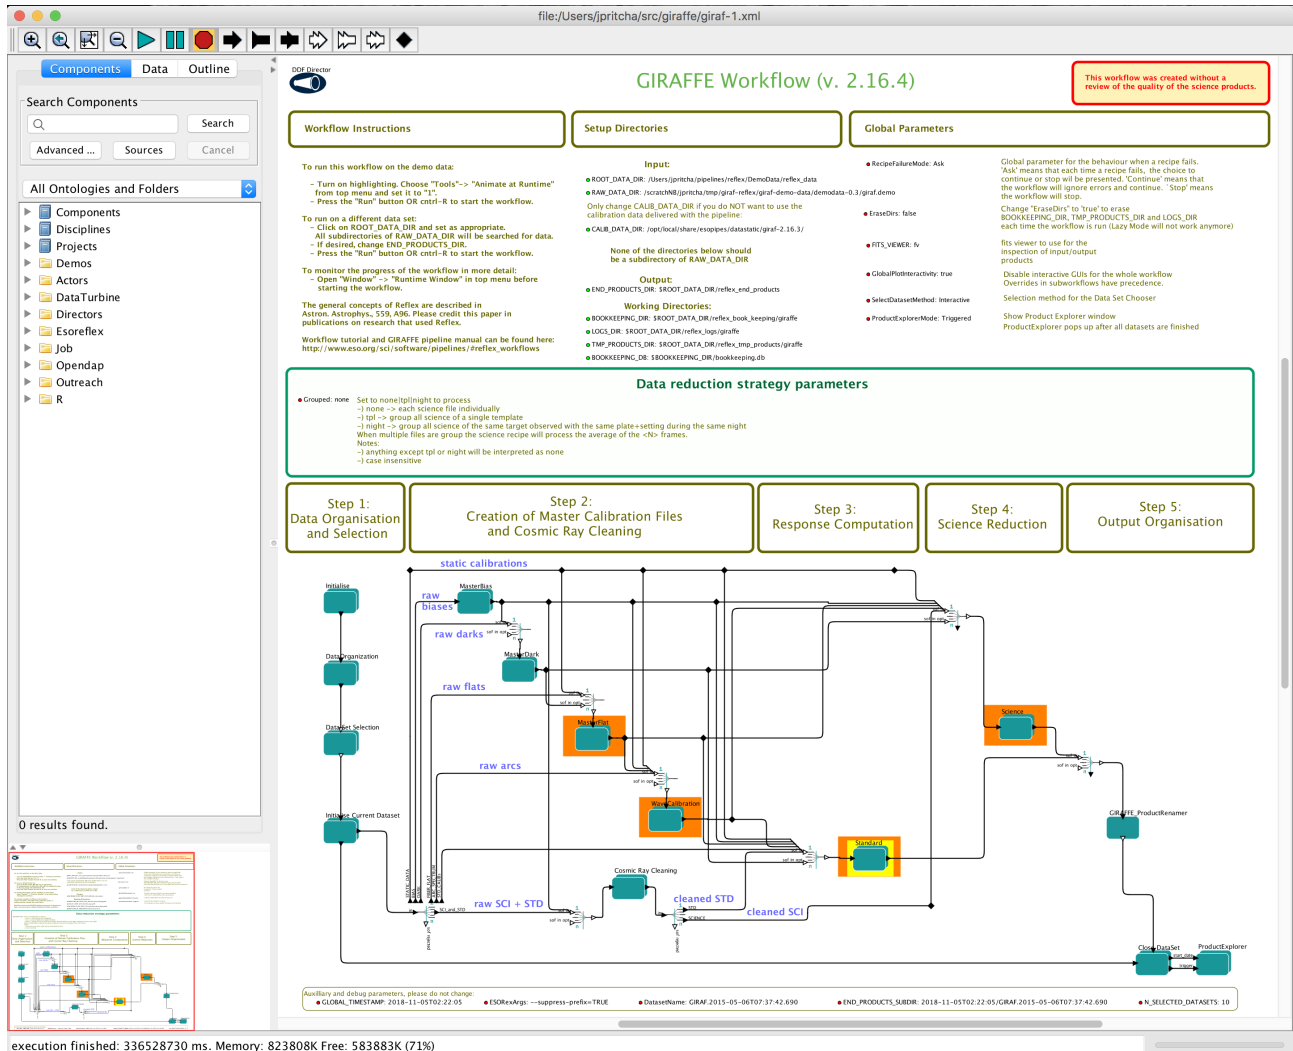 file:/Users/jpritcha/src/giraffe/giraf-1.xml
Components
Data
Outline
Search Components
Search
Advanced ...
Sources
Cancel
All Ontologies and Folders
Components
Disciplines
Projects
Demos
Actors
DataTurbine
Directors
Esoreflex
Job
Opendap
Outreach
R
0 results found.
DDF Director
GIRAFFE Workflow (v. 2.16.4)
This workflow was created without a
review of the quality of the science products.
Workflow Instructions
Setup Directories
Global Parameters
To run this workflow on the demo data:
- Turn on highlighting. Choose "Tools"-> "Animate at Runtime"
from top menu and set it to "1".
- Press the "Run" button OR cntrl-R to start the workflow.
To run on a different data set:
- Click on ROOT_DATA_DIR and set as appropriate.
All subdirectories of RAW_DATA_DIR will be searched for data.
- If desired, change END_PRODUCTS_DIR.
- Press the "Run" button OR cntrl-R to start the workflow.
To monitor the progress of the workflow in more detail:
- Open "Window" -> "Runtime Window" in top menu before
starting the workflow.
The general concepts of Reflex are described in
Astron. Astrophys., 559, A96. Please credit this paper in
publications on research that used Reflex.
Workflow tutorial and GIRAFFE pipeline manual can be found here:
http://www.eso.org/sci/software/pipelines/#reflex_workflows
Input:
ROOT_DATA_DIR: /Users/jpritcha/pipelines/reflex/DemoData/reflex_data
RAW_DATA_DIR: /scratchNB/jpritcha/tmp/giraf-reflex/giraf-demo-data/demodata-0.3/giraf.demo
Only change CALIB_DATA_DIR if you do NOT want to use the
calibration data delivered with the pipeline:
CALIB_DATA_DIR: /opt/local/share/esopipes/datastatic/giraf-2.16.3/
None of the directories below should
be a subdirectory of RAW_DATA_DIR
Output:
END_PRODUCTS_DIR: $ROOT_DATA_DIR/reflex_end_products
Working Directories:
BOOKKEEPING_DIR: $ROOT_DATA_DIR/reflex_book_keeping/giraffe
LOGS_DIR: $ROOT_DATA_DIR/reflex_logs/giraffe
TMP_PRODUCTS_DIR: $ROOT_DATA_DIR/reflex_tmp_products/giraffe
BOOKKEEPING_DB: $BOOKKEEPING_DIR/bookkeeping.db
RecipeFailureMode: Ask
Global parameter for the behaviour when a recipe fails.
'Ask' means that each time a recipe fails, the choice to
continue or stop wil be presented. 'Continue' means that
the workflow will ignore errors and continue. `Stop' means
the workflow will stop.
EraseDirs: false
Change "EraseDirs" to 'true' to erase
BOOKKEEPING_DIR, TMP_PRODUCTS_DIR and LOGS_DIR
each time the workflow is run (Lazy Mode will not work anymore)
FITS_VIEWER: fv
fits viewer to use for the
inspection of input/output
products
GlobalPlotInteractivity: true
Disable interactive GUIs for the whole workflow
Overrides in subworkflows have precedence.
SelectDatasetMethod: Interactive
Selection method for the Data Set Chooser
ProductExplorerMode: Triggered
Show Product Explorer window
ProductExplorer pops up after all datasets are finished
Data reduction strategy parameters
Grouped: none
Set to none|tpl|night to process
-) none -> each science file individually
-) tpl -> group all science of a single template
-) night -> group all science of the same target observed with the same plate+setting during the same night
When multiple files are group the science recipe will process the average of the <N> frames.
Notes:
-) anything except tpl or night will be interpreted as none
-) case insensitive
Step 1:
Data Organisation
and Selection
Step 2:
Creation of Master Calibration Files
and Cosmic Ray Cleaning
Step 3:
Response Computation
Step 4:
Science Reduction
Step 5:
Output Organisation
static calibrations
Initialise
MasterBias
raw
biases
raw darks
sof in opt
DataOrganization
MasterDark
raw flats
Science
DataSet Selection
MasterFlat
raw arcs
sof in opt
sof in opt
WaveCalibration
Initialise Current Dataset
GIRAFFE_ProductRenamer
Standard
sof in opt
Cosmic Ray Cleaning
raw SCI + STD
SCI_and_STD
sof in opt
cleaned STD
STD
SCIENCE
cleaned SCI
sof rejected
sof rejected
Close DataSet
ProductExplorer
start_data
trigger
Auxilliary and debug parameters, please do not change:
GLOBAL_TIMESTAMP: 2018-11-05T02:22:05
ESORexArgs: --suppress-prefix=TRUE
DatasetName: GIRAF.2015-05-06T07:37:42.690
END_PRODUCTS_SUBDIR: 2018-11-05T02:22:05/GIRAF.2015-05-06T07:37:42.690
N_SELECTED_DATASETS: 10
execution finished: 336528730 ms. Memory: 823808K Free: 583883K (71%)